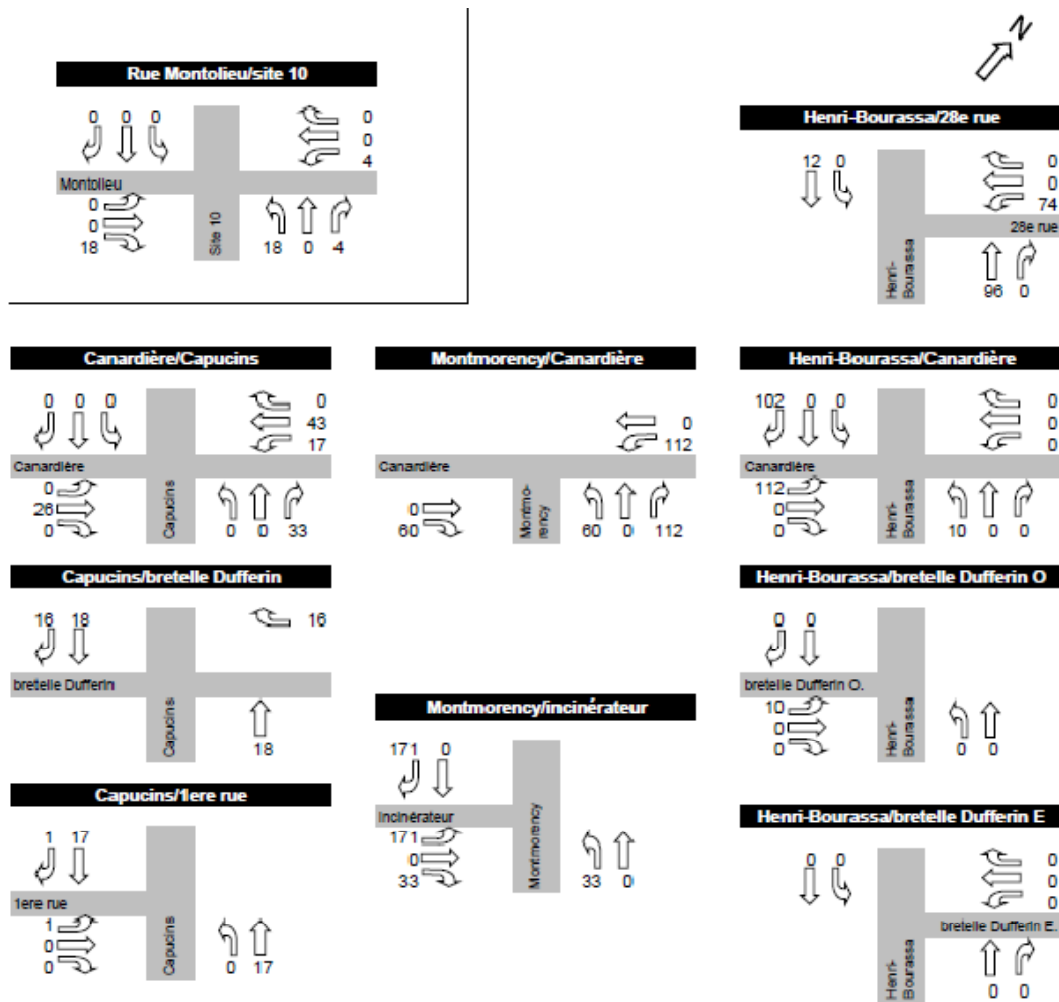 N
Rue Montolieu/site 10
0 0 0
0
0
4
Montolieu
0
0
18
Site 10
18 0 4
Henri-Bourassa/28e rue
12 0
0
0
74
28e rue
Henri-
Bourassa
96 0
Canardière/Capucins
0 0 0
0
43
17
Canardière
0
26
0
Capucins
0 0 33
Montmorency/Canardière
0
112
Canardière
0
60
Montmo-
rency
60 0 112
Henri-Bourassa/Canardière
102 0 0
0
0
0
Canardière
112
0
0
Henri-
Bourassa
10 0 0
Capucins/bretelle Dufferin
16 18
16
bretelle Dufferin
Capucins
18
Henri-Bourassa/bretelle Dufferin O
0 0
bretelle Dufferin O.
10
0
0
Henri-
Bourassa
0 0
Montmorency/incinérateur
171 0
Incinérateur
171
0
33
Montmorency
33 0
Capucins/1ere rue
1 17
1ere rue
1
0
0
Capucins
0 17
Henri-Bourassa/bretelle Dufferin E
0 0
0
0
0
bretelle Dufferin E.
Henri-
Bourassa
0 0